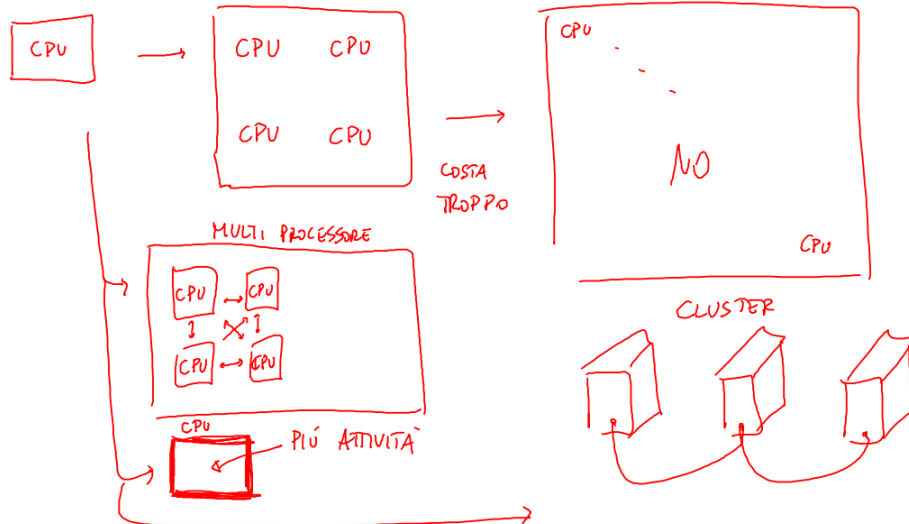 CPU
CPU CPU
CPU CPU
COSTA
TROPPO
CPU
NO
CPU
MULTI PROCESSORE
CPU CPU
CPU CPU
CPU
PIÚ ATTIVITÀ
CLUSTER